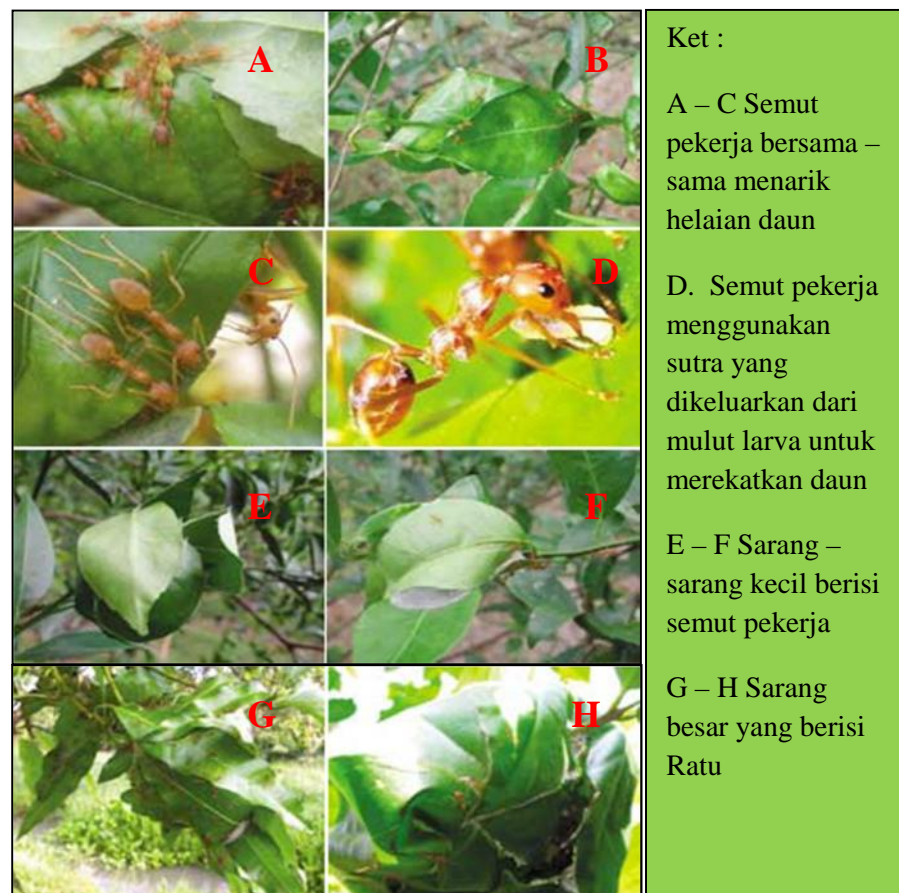 A
B
C
D
E
F
G
H
Ket :
A – C Semut
pekerja bersama –
sama menarik
helaian daun
D. Semut pekerja
menggunakan
sutra yang
dikeluarkan dari
mulut larva untuk
merekatkan daun
E – F Sarang –
sarang kecil berisi
semut pekerja
G – H Sarang
besar yang berisi
Ratu